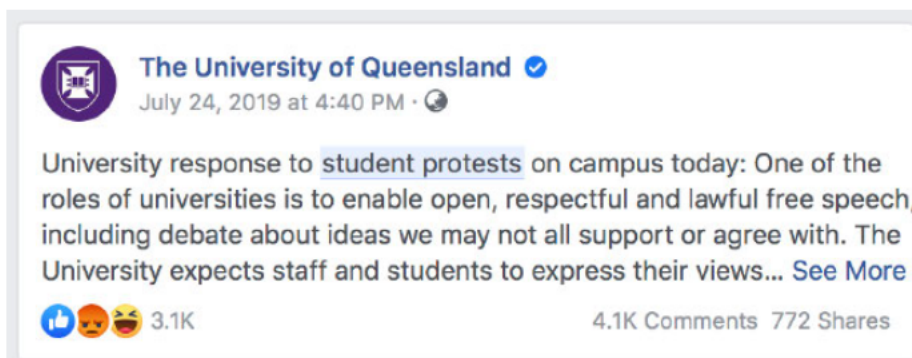 The University of Queensland
July 24, 2019 at 4:40 PM ·
University response to student protests on campus today: One of the
roles of universities is to enable open, respectful and lawful free speech,
including debate about ideas we may not all support or agree with. The
University expects staff and students to express their views... See More
3.1K 4.1K Comments 772 Shares